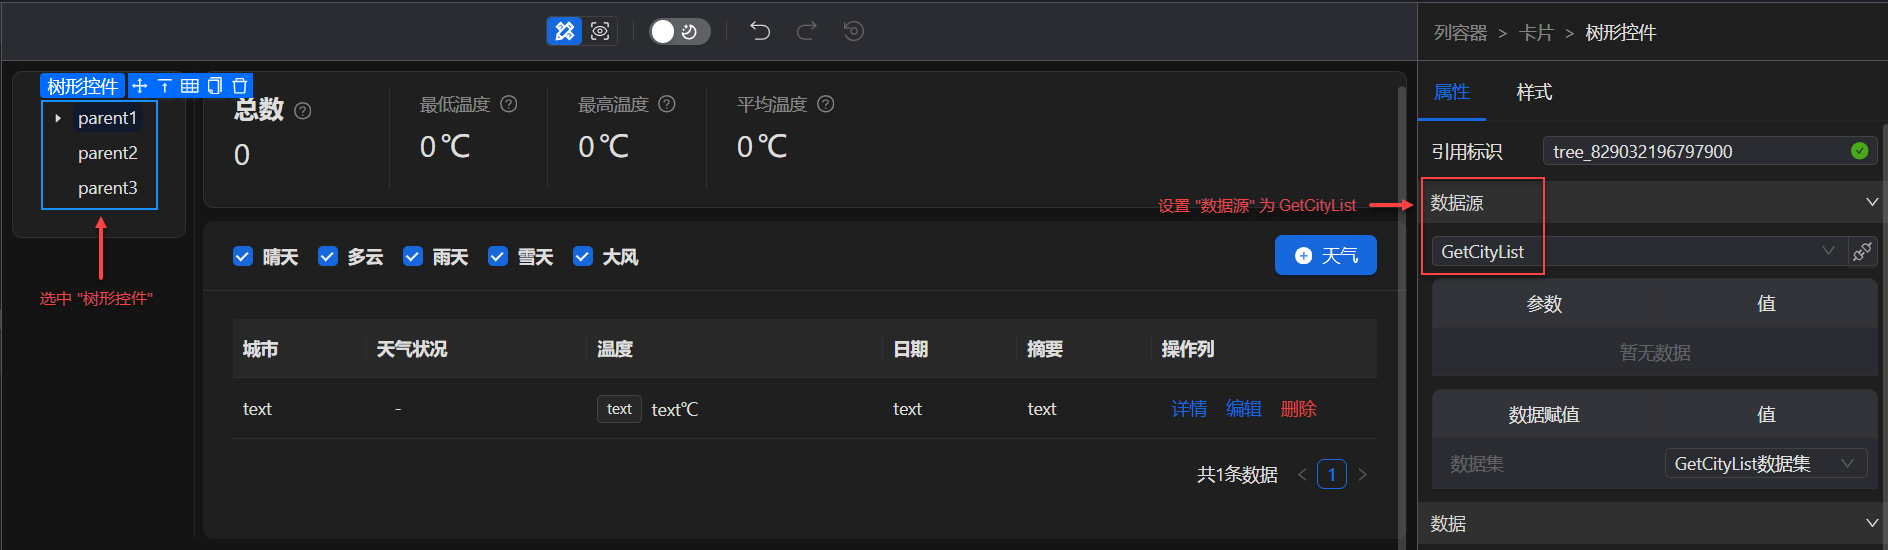 列容器 > 卡片 > 树形控件
树形控件
parent1
parent2
parent3
选中 "树形控件"
总数
0
最低温度
0℃
最高温度
0℃
平均温度
0℃
设置 "数据源" 为 GetCityList
晴天 多云 雨天 雪天 大风
天气
城市 天气状况 温度 日期 摘要 操作列
text - text text℃ text text 详情 编辑 删除
共1条数据 < 1 >
属性 样式
引用标识 tree_829032196797900
数据源
GetCityList
参数 值
暂无数据
数据赋值 值
数据集 GetCityList数据集
数据